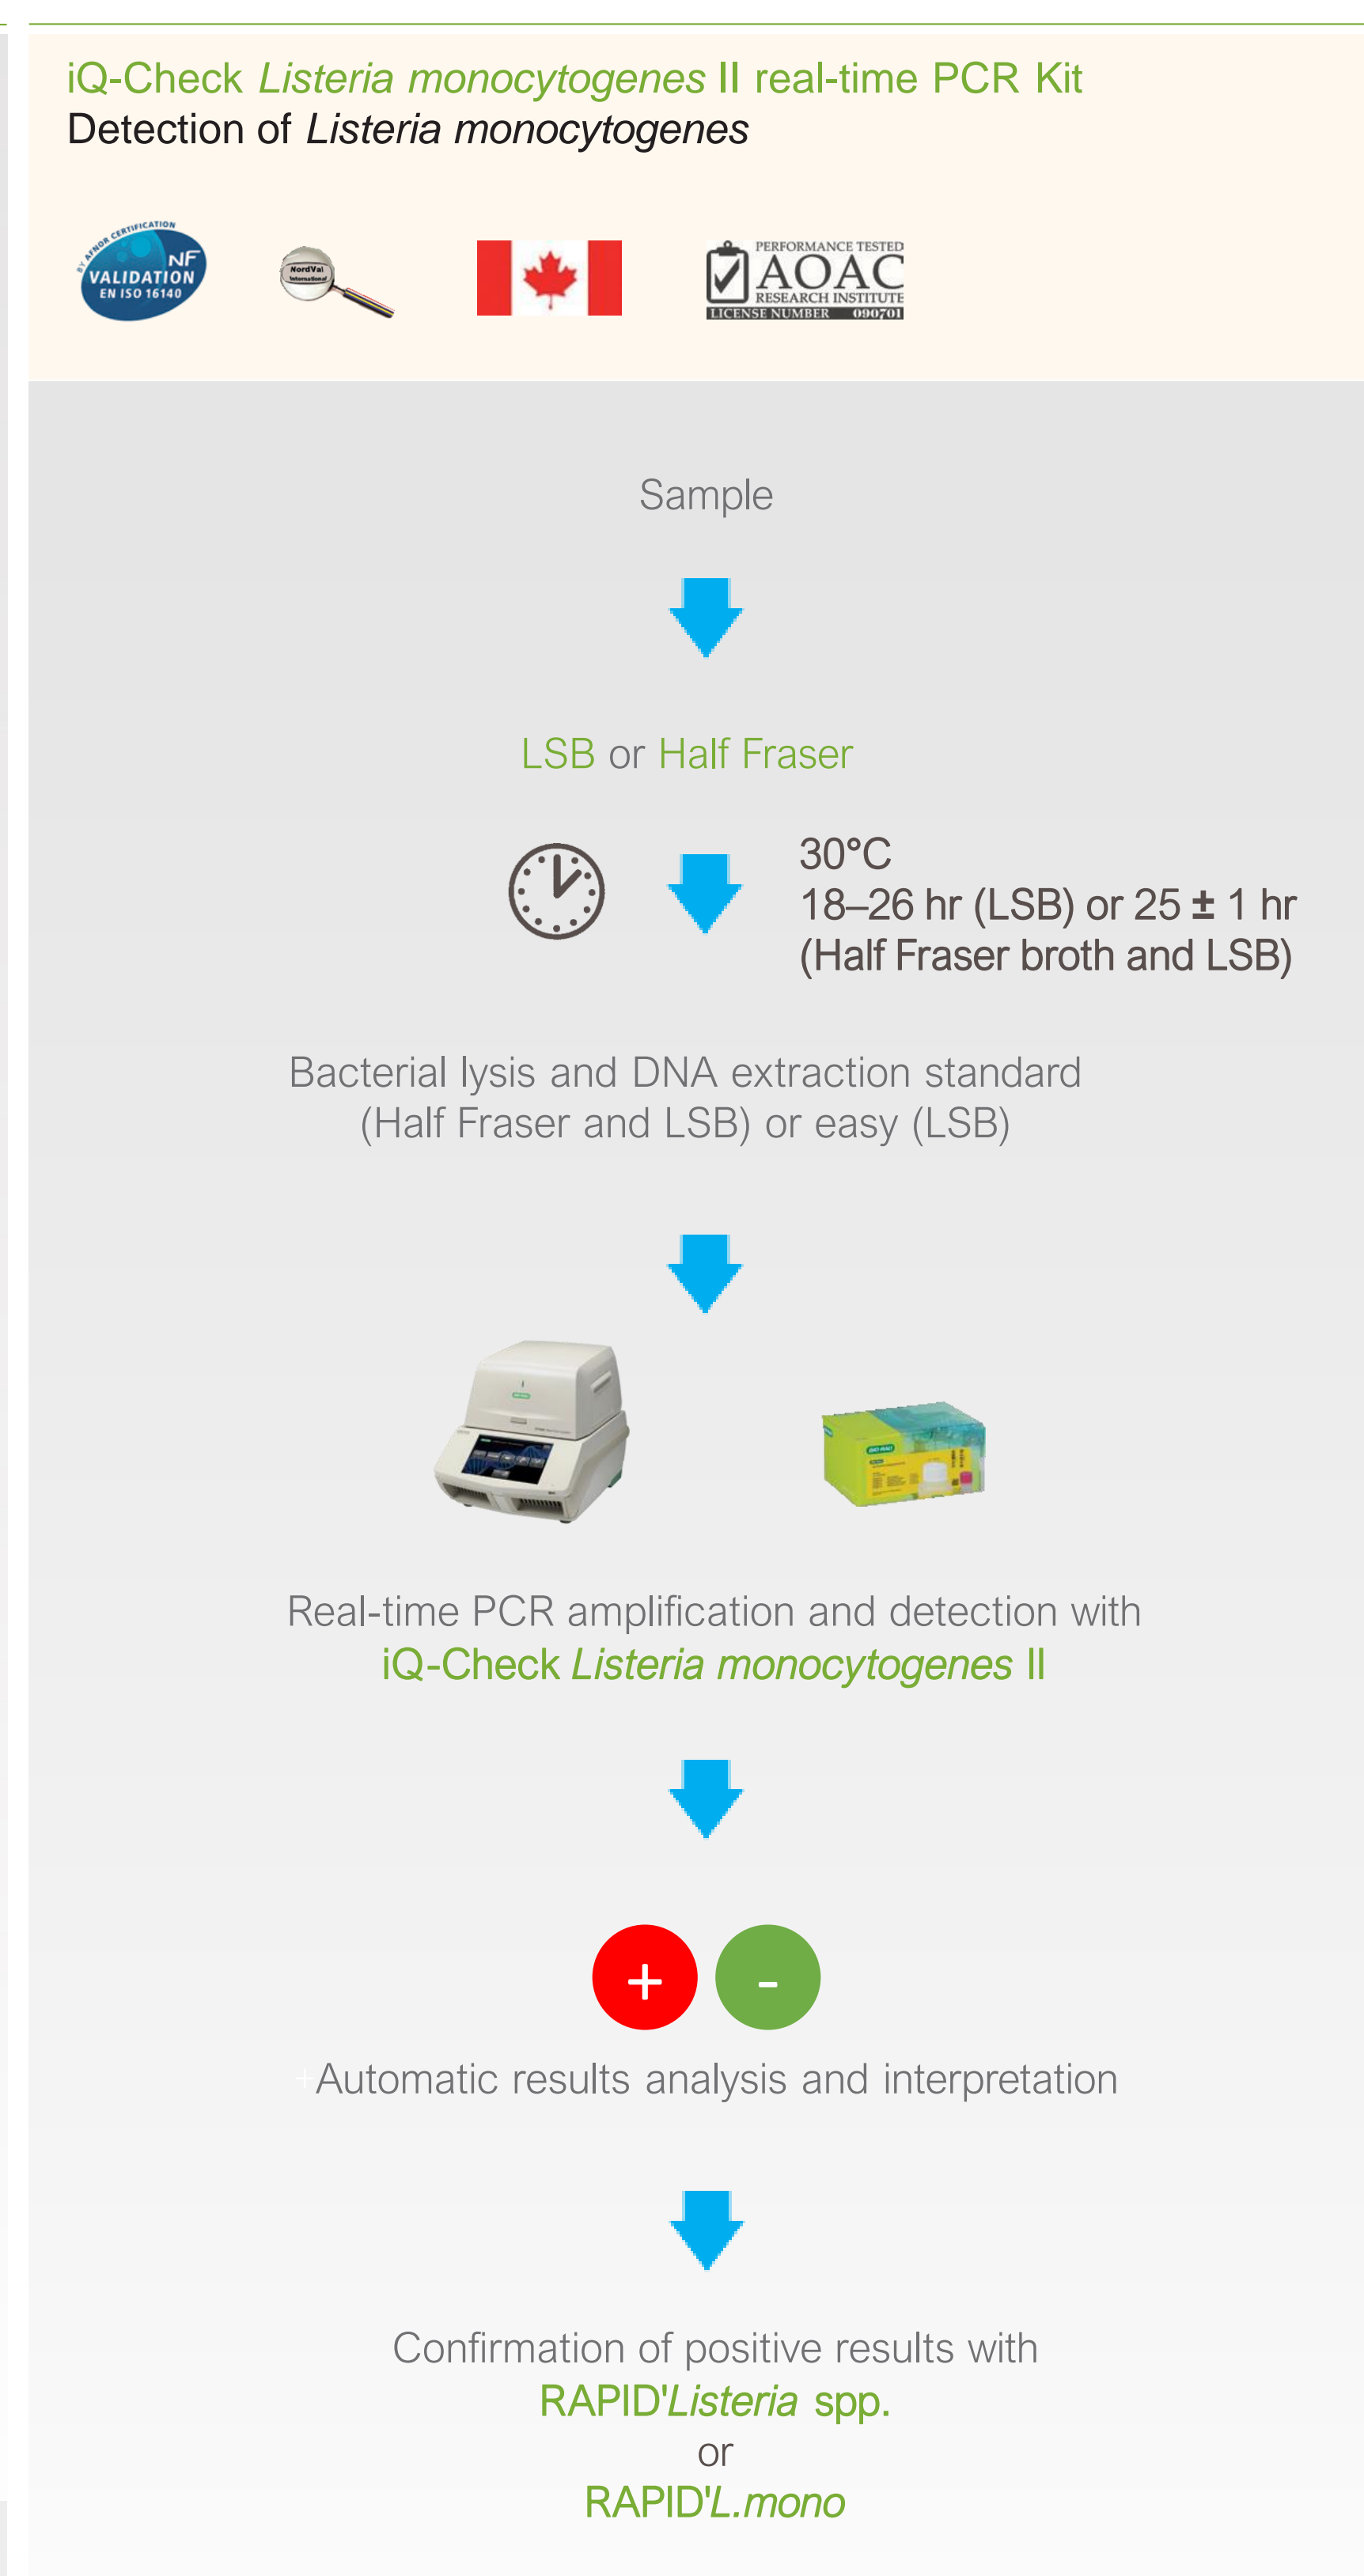 iQ-Check Listeria monocytogenes II real-time PCR Kit
Detection of Listeria monocytogenes
BY AFNOR CERTIFICATION
NF
VALIDATION
EN ISO 16140
NordVal
International
PERFORMANCE TESTED
AOAC
RESEARCH INSTITUTE
LICENSE NUMBER 090701
Sample
LSB or Half Fraser
30°C
18–26 hr (LSB) or 25 ± 1 hr
(Half Fraser broth and LSB)
Bacterial lysis and DNA extraction standard
(Half Fraser and LSB) or easy (LSB)
BIO-RAD
Real-time PCR amplification and detection with
iQ-Check Listeria monocytogenes II
+ -
+Automatic results analysis and interpretation
Confirmation of positive results with
RAPID'Listeria spp.
or
RAPID'L.mono